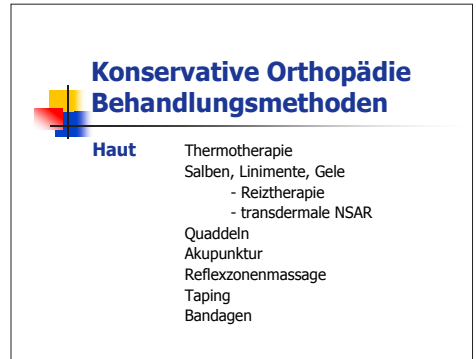 Konservative Orthopädie
Behandlungsmethoden
Haut Thermotherapie
Salben, Linimente, Gele
- Reiztherapie
- transdermale NSAR
Quaddeln
Akupunktur
Reflexzonenmassage
Taping
Bandagen